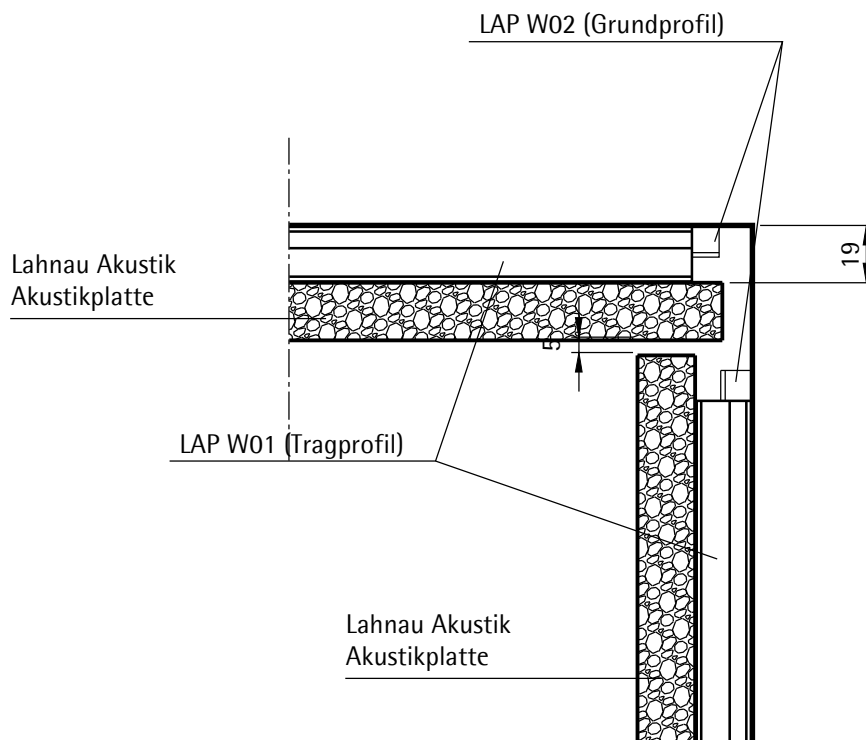 LAP W02 (Grundprofil)
19
Lahnau Akustik
Akustikplatte
5
LAP W01 (Tragprofil)
Lahnau Akustik
Akustikplatte